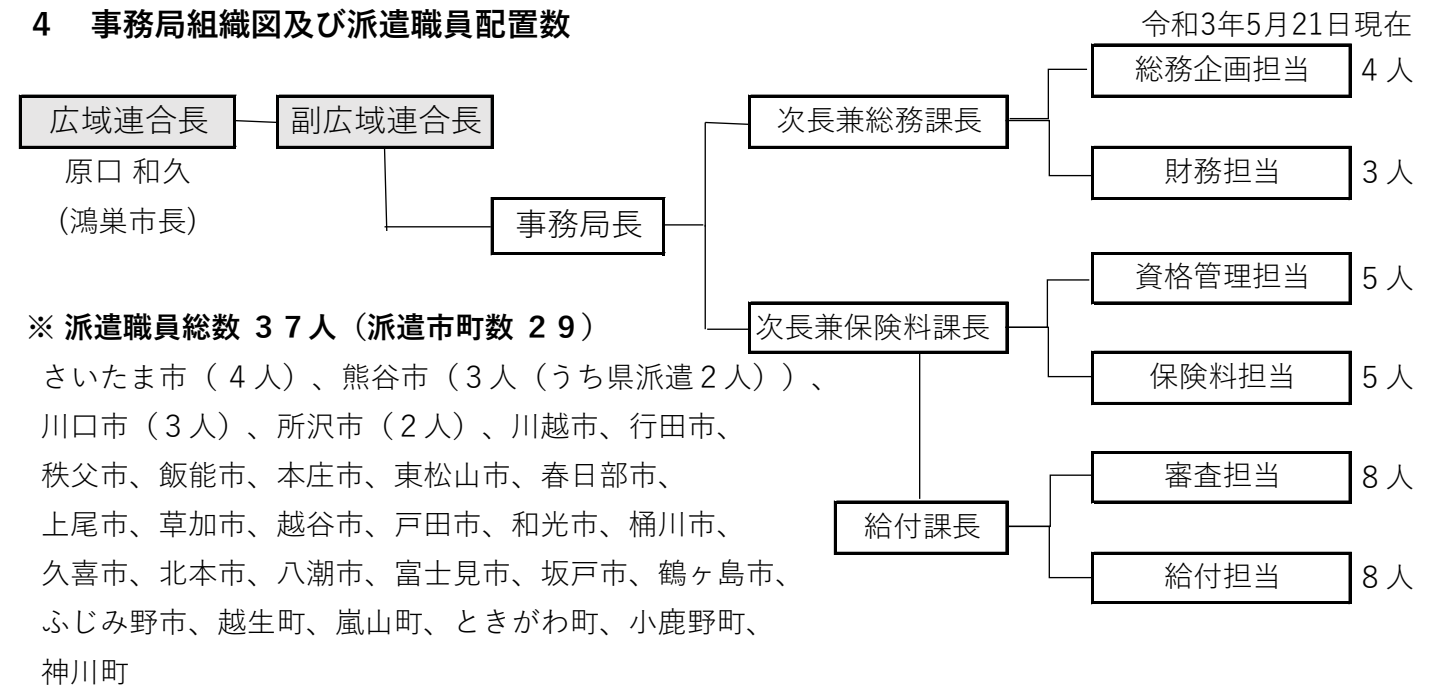 4 事務局組織図及び派遣職員配置数
令和3年5月21日現在
総務企画担当 4人
広域連合長
副広域連合長
次長兼総務課長
原口 和久
財務担当 3人
(鴻巣市長)
事務局長
資格管理担当 5人
※ 派遣職員総数 37人（派遣市町数 29）
次長兼保険料課長
さいたま市（ 4人）、熊谷市（3人（うち県派遣2人））、
保険料担当 5人
川口市（3人）、所沢市（2人）、川越市、行田市、
秩父市、飯能市、本庄市、東松山市、春日部市、
審査担当 8人
上尾市、草加市、越谷市、戸田市、和光市、桶川市、
給付課長
久喜市、北本市、八潮市、富士見市、坂戸市、鶴ヶ島市、
給付担当 8人
ふじみ野市、越生町、嵐山町、ときがわ町、小鹿野町、
神川町